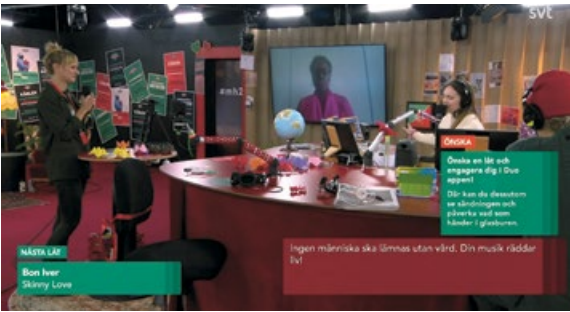 svt
#mh2
ÖNSKA
Önska en låt och
engagera dig i Duo
appen!
Där kan du dessutom
se sändningen och
påverka vad som
händer i glasburen.
NÄSTA LÅT
Bon Iver
Skinny Love
Ingen människa ska lämnas utan vård. Din musik räddar
liv!